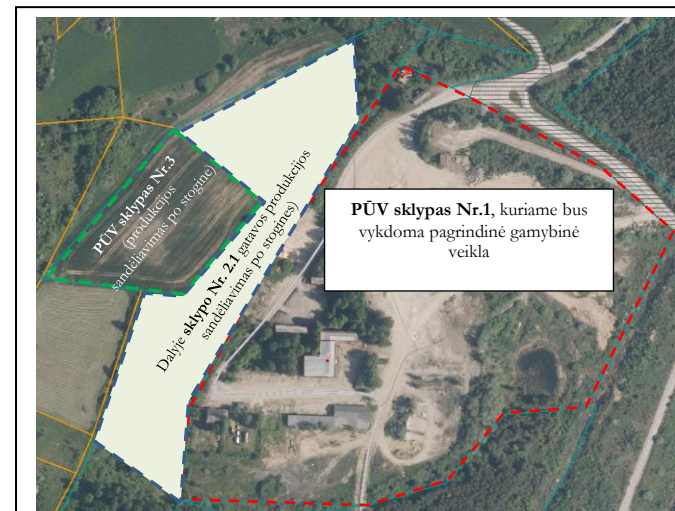 PŪV sklypas Nr.3
(produkcijos
sandėliavimas po stogine)
Dalyje sklypo Nr. 2.1 gatavos produkcijos
sandėliavimas po stogines)
PŪV sklypas Nr.1, kuriame bus
vykdoma pagrindinė gamybinė
veikla